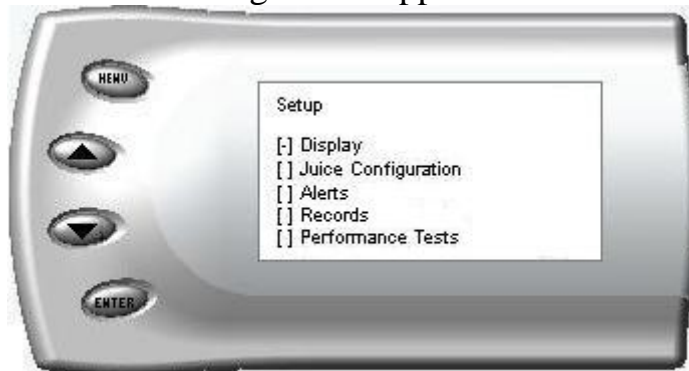 MENU
Setup
[-] Display
[ ] Juice Configuration
[ ] Alerts
[ ] Records
[ ] Performance Tests
ENTER